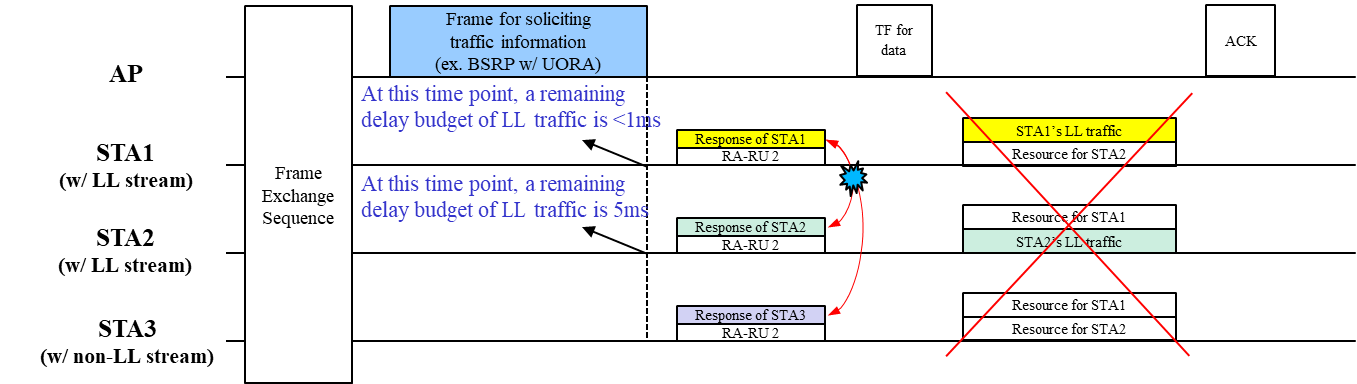 Frame for soliciting
traffic information
(ex. BSRP w/ UORA)
TF for
data
ACK
AP
At this time point, a remaining
delay budget of LL traffic is <1ms
STA1
(w/ LL stream)
Response of STA1
RA-RU 2
STA1's LL traffic
Resource for STA2
Frame
Exchange
Sequence
At this time point, a remaining
delay budget of LL traffic is 5ms
STA2
(w/ LL stream)
Response of STA2
RA-RU 2
Resource for STA1
STA2's LL traffic
STA3
(w/ non-LL stream)
Response of STA3
RA-RU 2
Resource for STA1
Resource for STA2